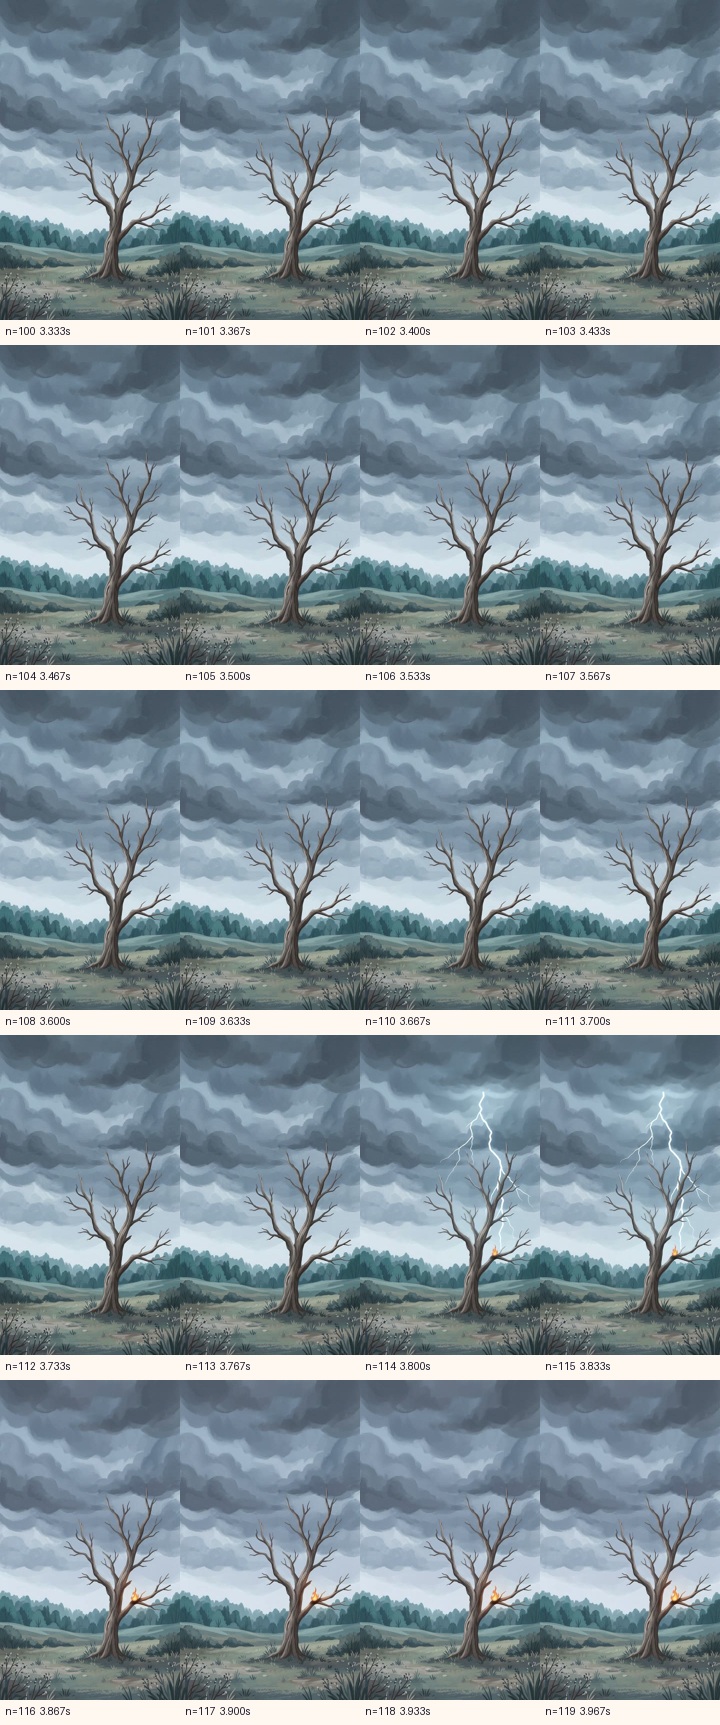 n=100 3.333s n=101 3.367s n=102 3.400s n=103 3.433s
n=104 3.467s n=105 3.500s n=106 3.533s n=107 3.567s
n=108 3.600s n=109 3.633s n=110 3.667s n=111 3.700s
n=112 3.733s n=113 3.767s n=114 3.800s n=115 3.833s
n=116 3.867s n=117 3.900s n=118 3.933s n=119 3.967s